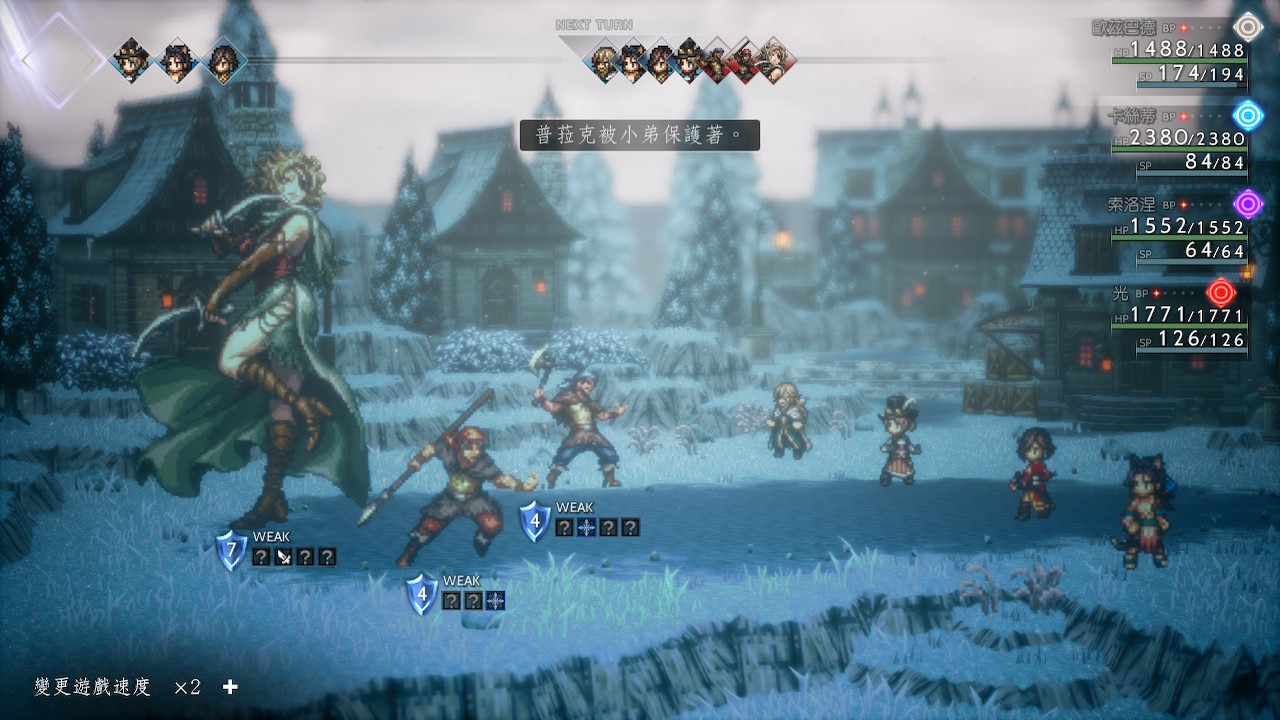 NEXT TURN
普菈克被小弟保護著。
歐茲巴德 BP
HP 1488/1488
SP 174/194
卡絲蒂 BP
HP 2380/2380
SP 84/84
索洛涅 BP
HP 1552/1552
SP 64/64
光 BP
HP 1771/1771
SP 126/126
4 WEAK
? ? ?
7 WEAK
? ? ?
4 WEAK
? ?
變更遊戲速度 ×2 +